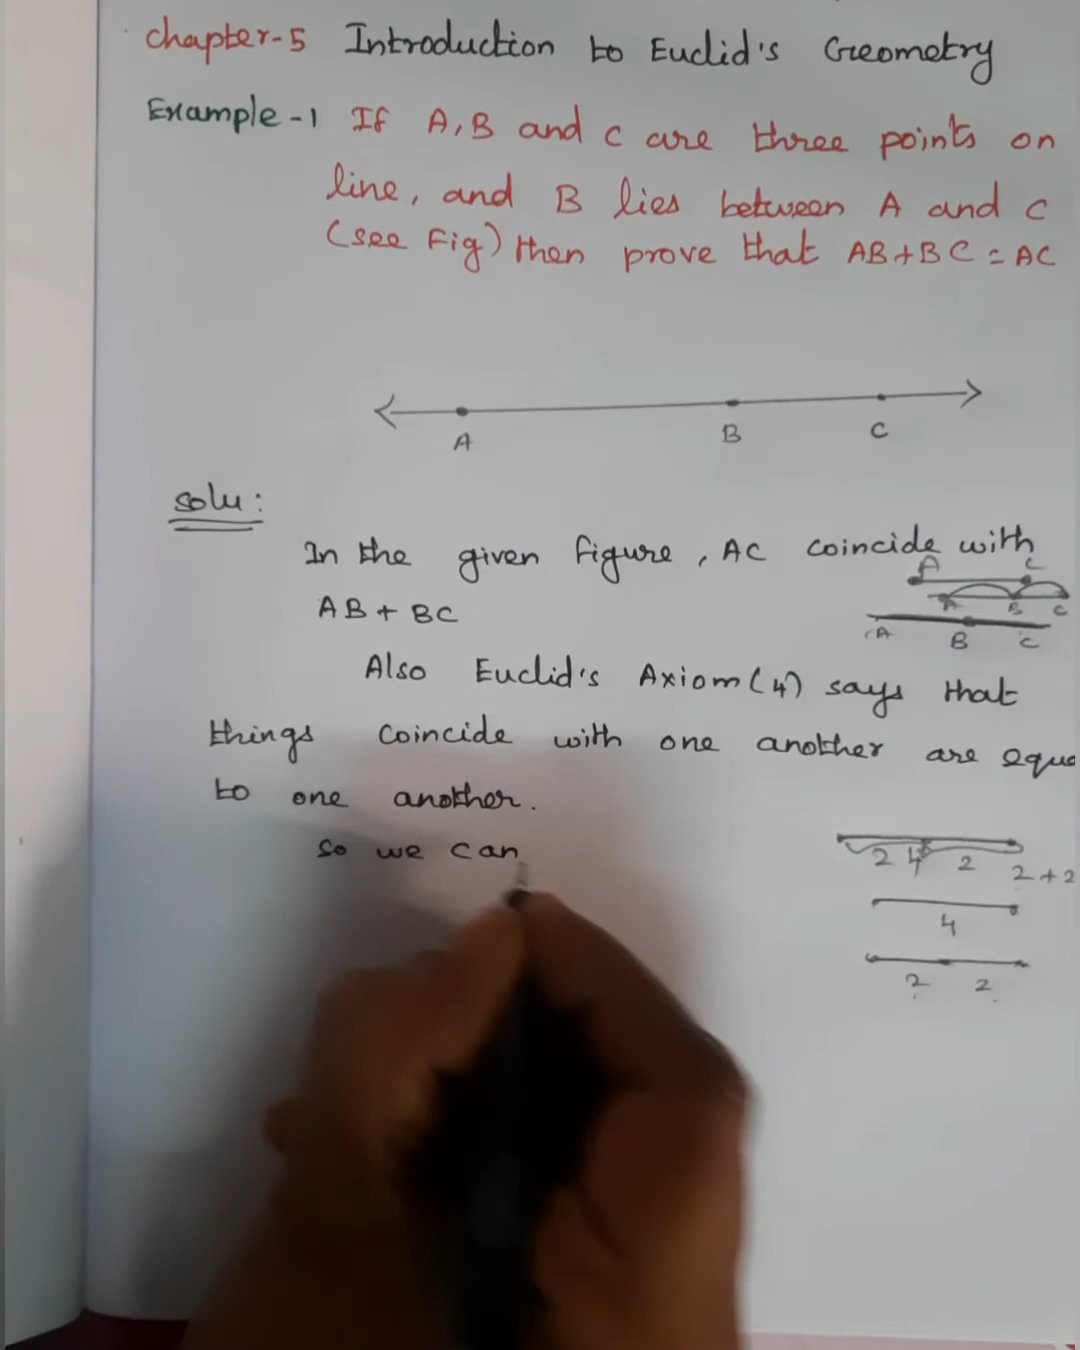 chapter-5 Introduction to Euclid's Geometry
Example-1 If A,B and C are three points on
line, and B lies between A and C
(see Fig) then prove that AB+BC=AC
A B C
Solu:
In the given figure, AC coincide with
A C
A B C
AB+BC
A B C
Also Euclid's Axiom(4) says that
things coincide with one another are equa
to one another.
so we can
2 4 2 2+2
4
2 2